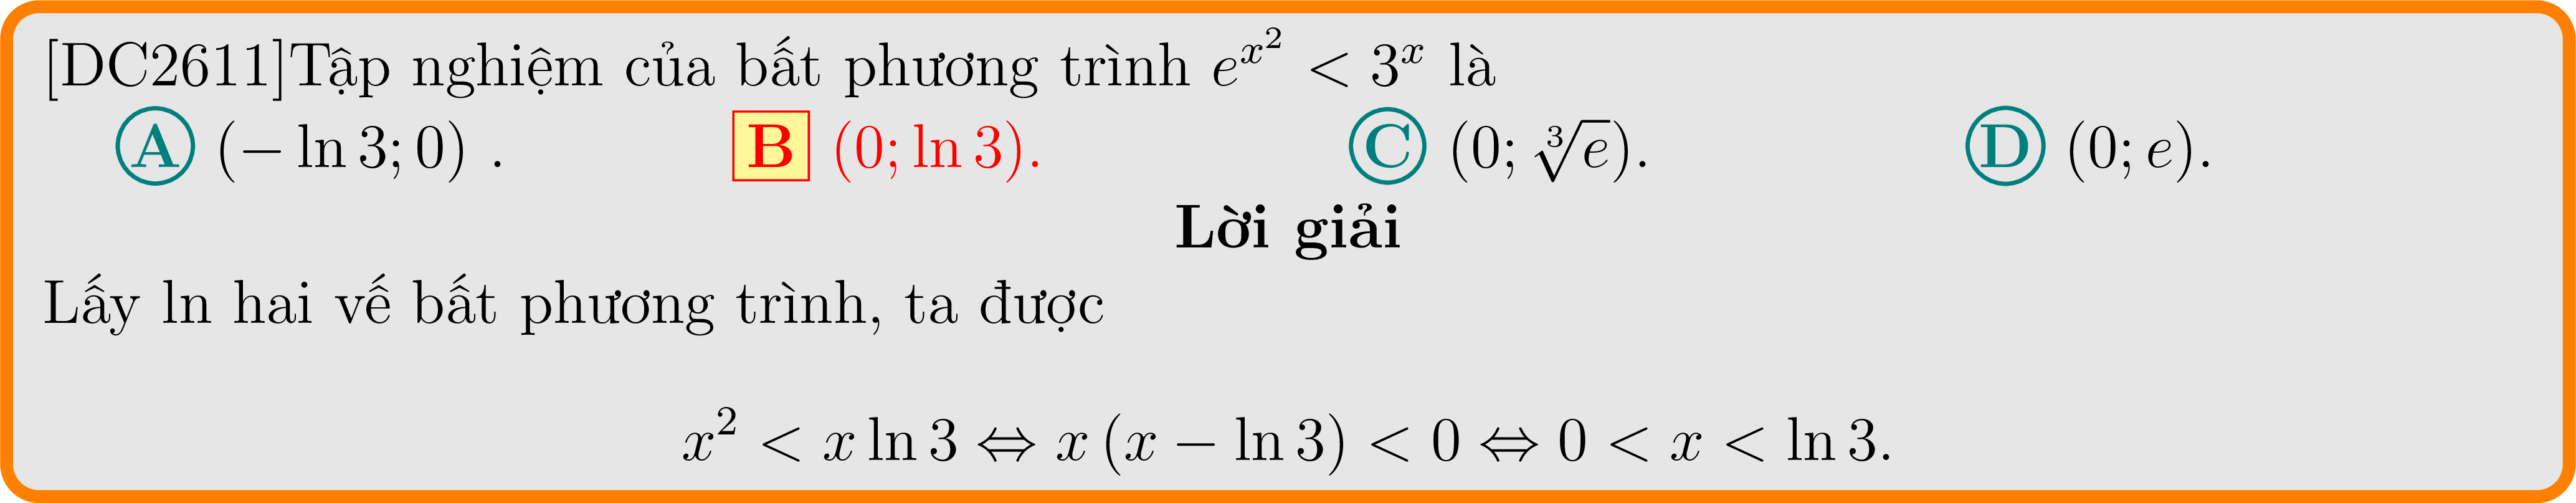 [DC2611]Tập nghiệm của bất phương trình $e^{x^2} < 3^x$ là
A $(-\ln 3; 0)$ . B $(0; \ln 3)$. C $(0; \sqrt[3]{e})$. D $(0; e)$.
Lời giải
Lấy ln hai vế bất phương trình, ta được
$x^2 < x \ln 3 \Leftrightarrow x (x - \ln 3) < 0 \Leftrightarrow 0 < x < \ln 3.$